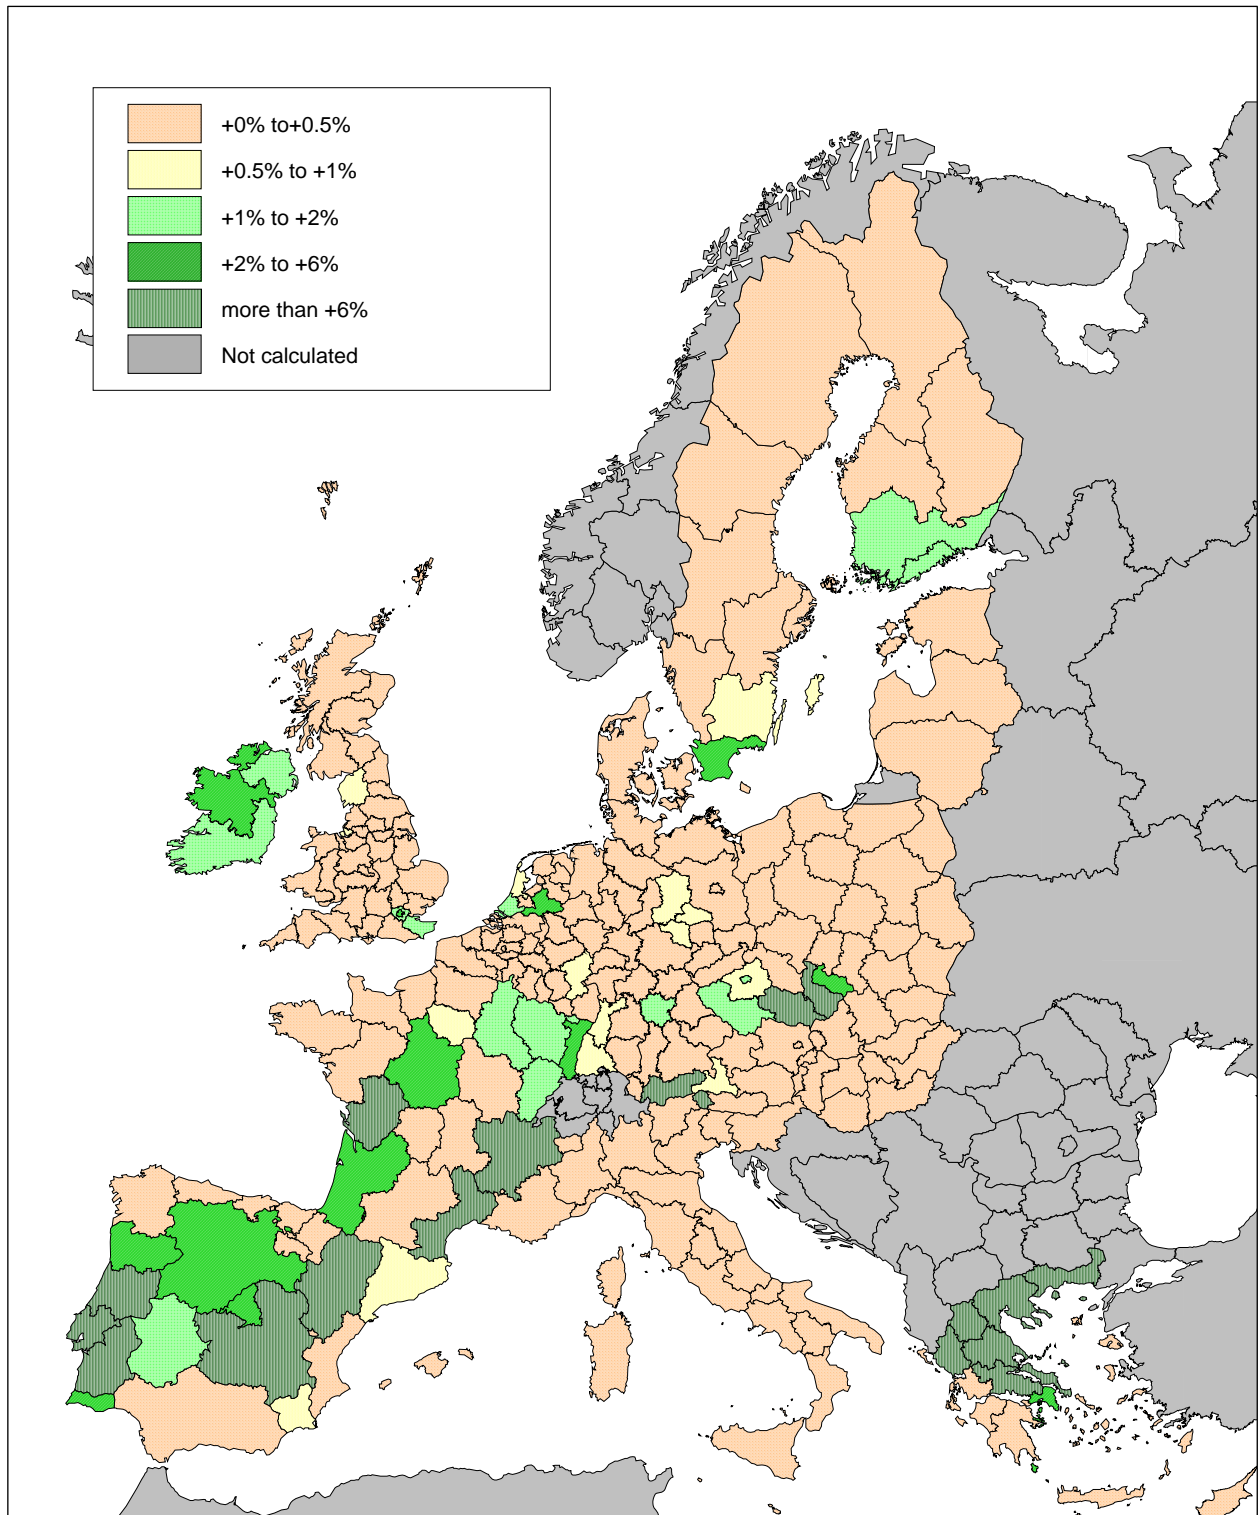 +0% to+0.5%
+0.5% to +1%
+1% to +2%
+2% to +6%
more than +6%
Not calculated